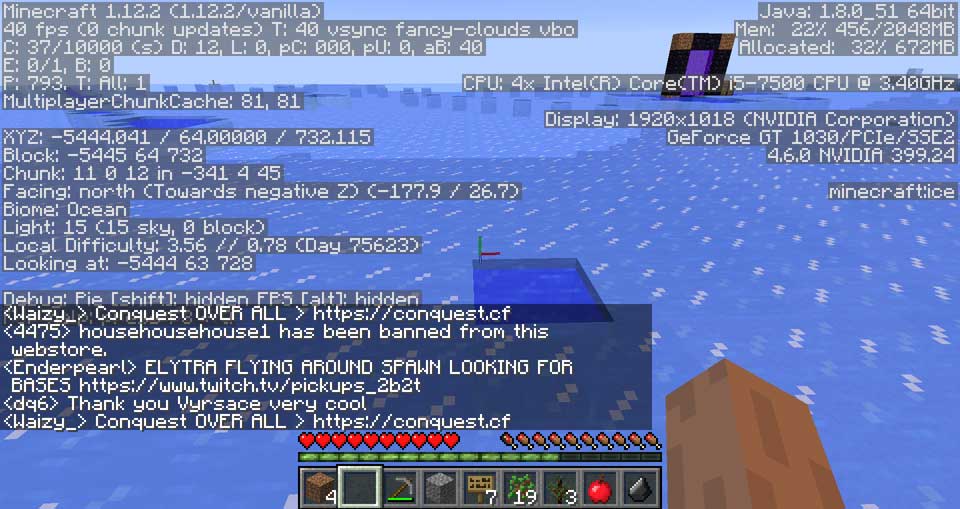 Minecraft 1.12.2 (1.12.2/vanilla)
40 fps (0 chunk updates) T: 40 vsync fancy-clouds vbo
C: 37/10000 (s) D: 12, L: 0, pC: 000, pU: 0, aB: 40
E: 0/1, B: 0
P: 793. T: All: 1
MultiplayerChunkCache: 81, 81
XYZ: -5444.041 / 64.00000 / 732.115
Block: -5445 64 732
Chunk: 11 0 12 in -341 4 45
Facing: north (Towards negative Z) (-177.9 / 26.7)
Biome: Ocean
Light: 15 (15 sky, 0 block)
Local Difficulty: 3.56 // 0.78 (Day 75623)
Looking at: -5444 63 728
Debug: Pie [shift]: hidden FPS [alt]: hidden
Java: 1.8.0_51 64bit
Mem: 22% 456/2048MB
Allocated: 32% 672MB
CPU: 4x Intel(R) Core(TM) i5-7500 CPU @ 3.40GHz
Display: 1920x1018 (NVIDIA Corporation)
GeForce GT 1030/PCIe/SSE2
4.6.0 NVIDIA 399.24
minecraftice
<Waizy_> Conquest OVER ALL > https://conquest.cf
<4475> househousehouse1 has been banned from this
webstore.
<Enderpearl> ELYTRA FLYING AROUND SPAWN LOOKING FOR
BASES https://www.twitch.tv/pickups_2b2t
<dq6> Thank you Vyrsace very cool
<Waizy_> Conquest OVER ALL > https://conquest.cf
4 7 19 3